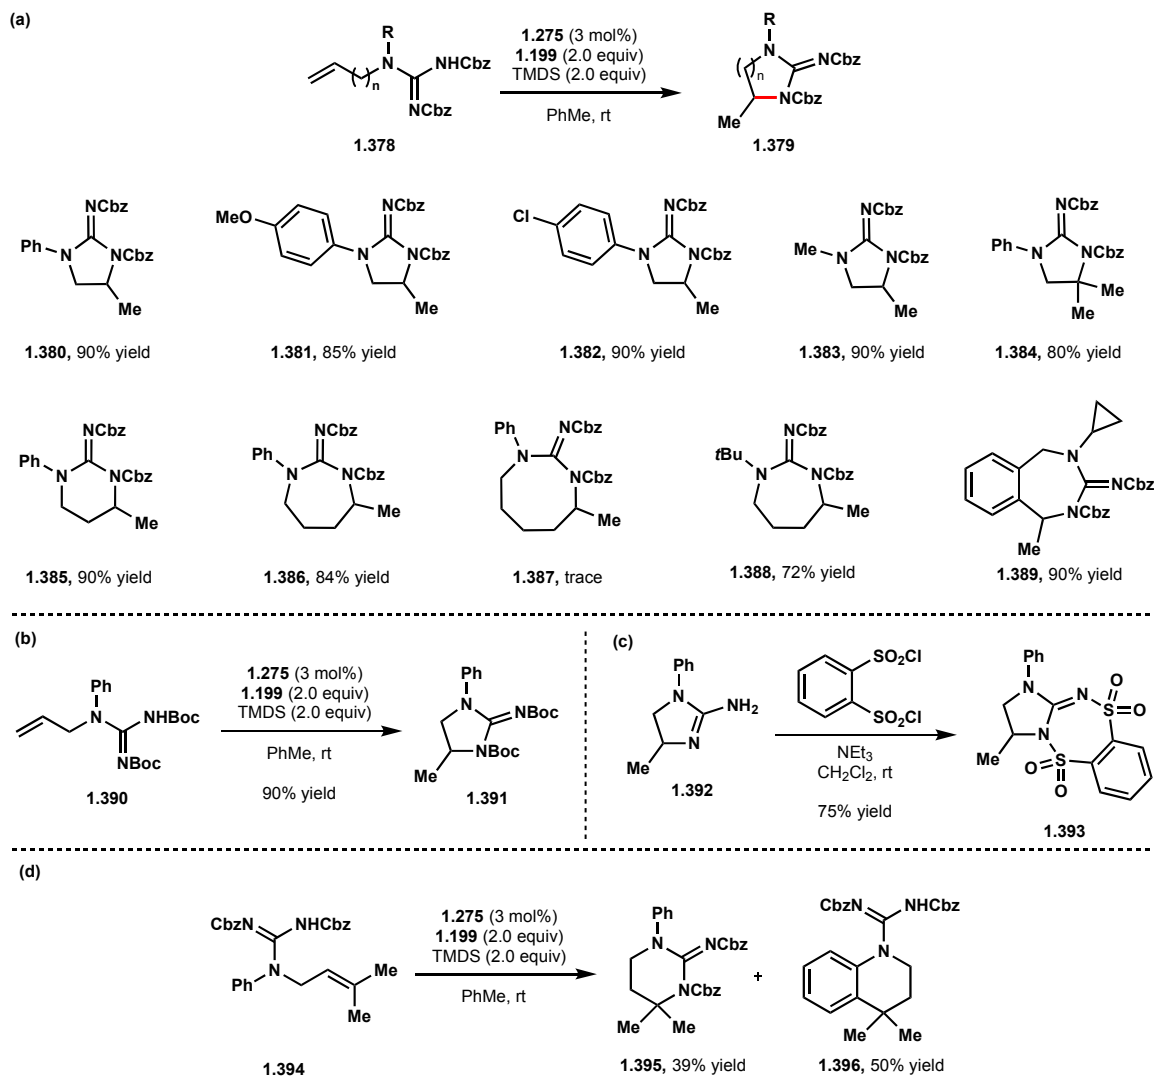 (a)
R
N
NHCbz
n
NCbz
1.378
1.275 (3 mol%)
1.199 (2.0 equiv)
TMDS (2.0 equiv)
PhMe, rt
R
N
NCbz
n
NCbz
Me
1.379
NCbz
Ph
N
NCbz
Me
1.380, 90% yield
MeO
NCbz
N
NCbz
Me
1.381, 85% yield
Cl
NCbz
N
NCbz
Me
1.382, 90% yield
NCbz
Me
N
NCbz
Me
1.383, 90% yield
NCbz
Ph
N
NCbz
Me
Me
1.384, 80% yield
NCbz
Ph
N
NCbz
Me
1.385, 90% yield
NCbz
Ph
N
NCbz
Me
1.386, 84% yield
Ph
NCbz
N
NCbz
Me
1.387, trace
NCbz
tBu
N
NCbz
Me
1.388, 72% yield
N
NCbz
NCbz
Me
1.389, 90% yield
(b)
Ph
N
NHBoc
NBoc
1.390
1.275 (3 mol%)
1.199 (2.0 equiv)
TMDS (2.0 equiv)
PhMe, rt
90% yield
Ph
N
NBoc
NBoc
Me
1.391
(c)
Ph
N
NH2
N
Me
1.392
SO2Cl
SO2Cl
NEt3
CH2Cl2, rt
75% yield
Ph
N
N
O
S
O
N
Me
O
S
O
1.393
(d)
CbzN
NHCbz
N
Ph
Me
Me
1.394
1.275 (3 mol%)
1.199 (2.0 equiv)
TMDS (2.0 equiv)
PhMe, rt
Ph
N
NCbz
NCbz
Me
Me
1.395, 39% yield
+
CbzN
NHCbz
N
Me
Me
1.396, 50% yield